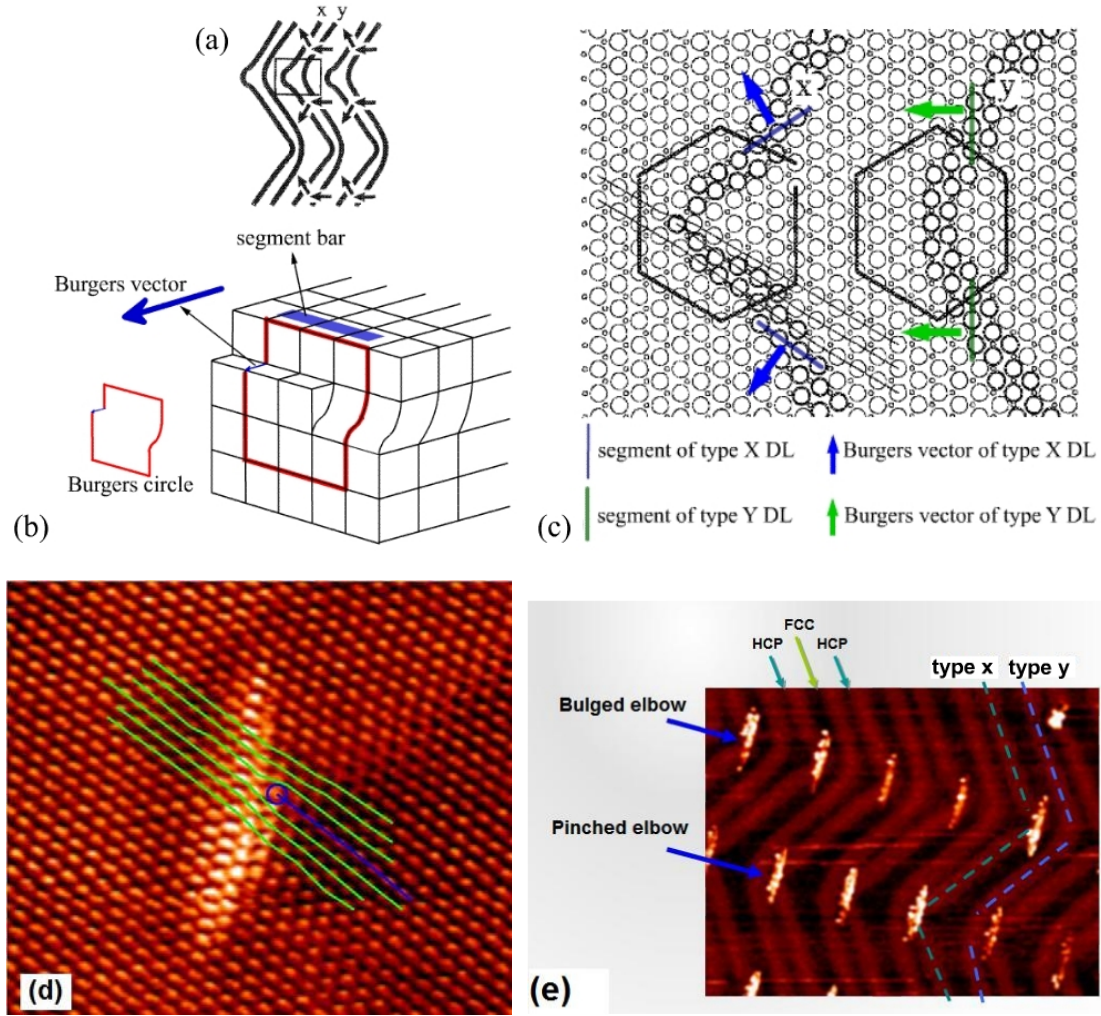 (a)
x y
segment bar
Burgers vector
Burgers circle
(b)
x
y
segment of type X DL
Burgers vector of type X DL
segment of type Y DL
Burgers vector of type Y DL
(c)
(d)
FCC
HCP
HCP
type x
type y
Bulged elbow
Pinched elbow
(e)